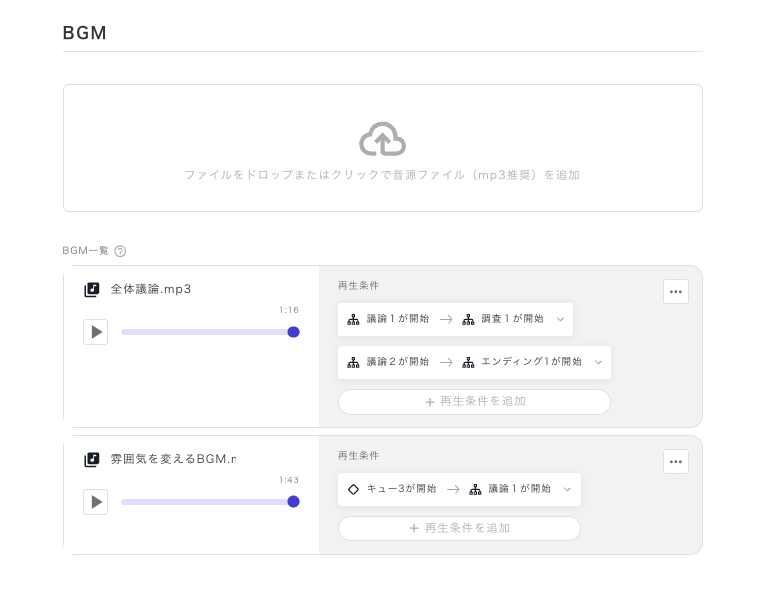 BGM
ファイルをドロップまたはクリックで音源ファイル（mp3推奨）を追加
BGM一覧 ?
全体議論.mp3
1:16
再生条件
議論１が開始 → 調査１が開始
議論２が開始 → エンディング1が開始
+ 再生条件を追加
雰囲気を変えるBGM.
1:43
再生条件
キュー3が開始 → 議論１が開始
+ 再生条件を追加